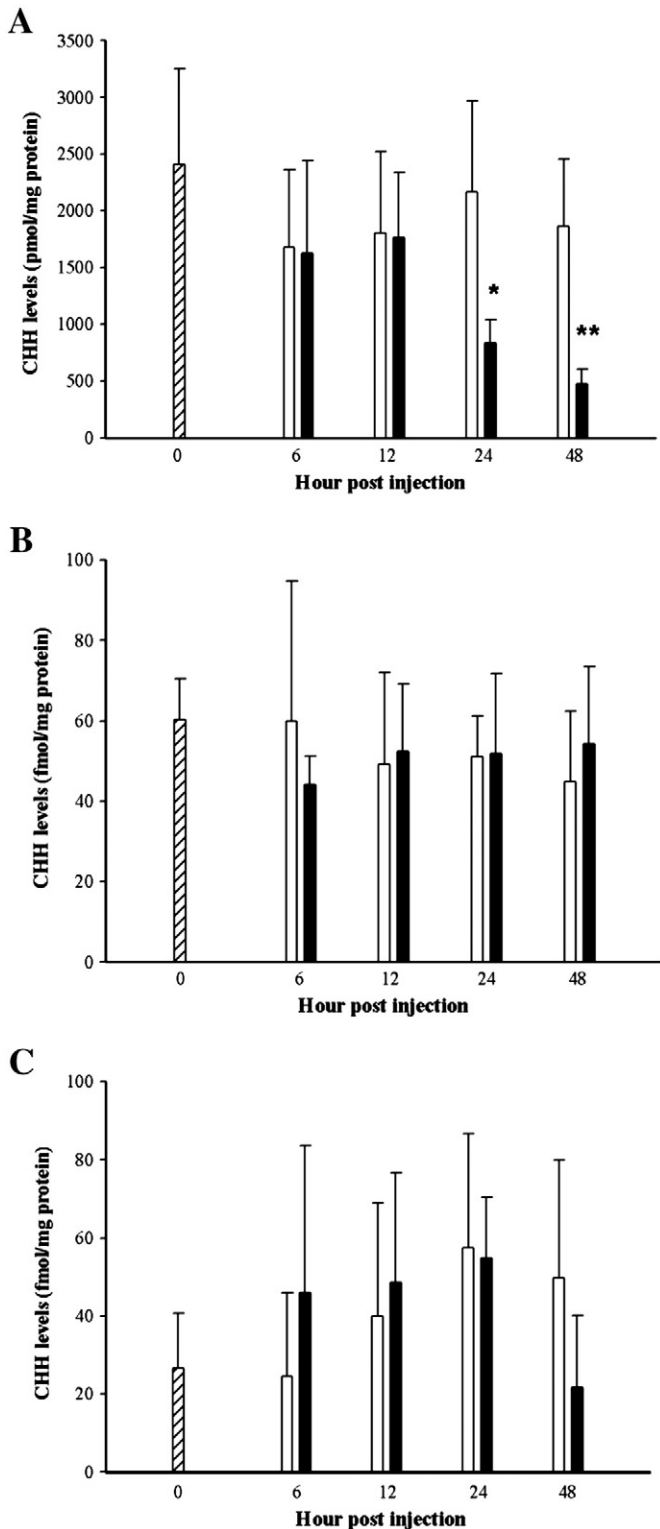 A
3500
3000
2500
2000
1500
1000
500
0
CHH levels (pmol/mg protein)
*
**
0 6 12 24 48
Hour post injection
B
100
80
60
40
20
0
CHH levels (fmol/mg protein)
0 6 12 24 48
Hour post injection
C
100
80
60
40
20
0
CHH levels (fmol/mg protein)
0 6 12 24 48
Hour post injection